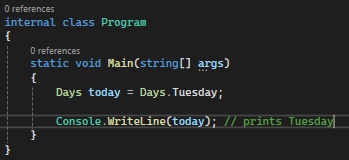 0 references
internal class Program
{
0 references
static void Main(string[] args)
{
Days today = Days.Tuesday;
Console.WriteLine(today); // prints Tuesday
}
}